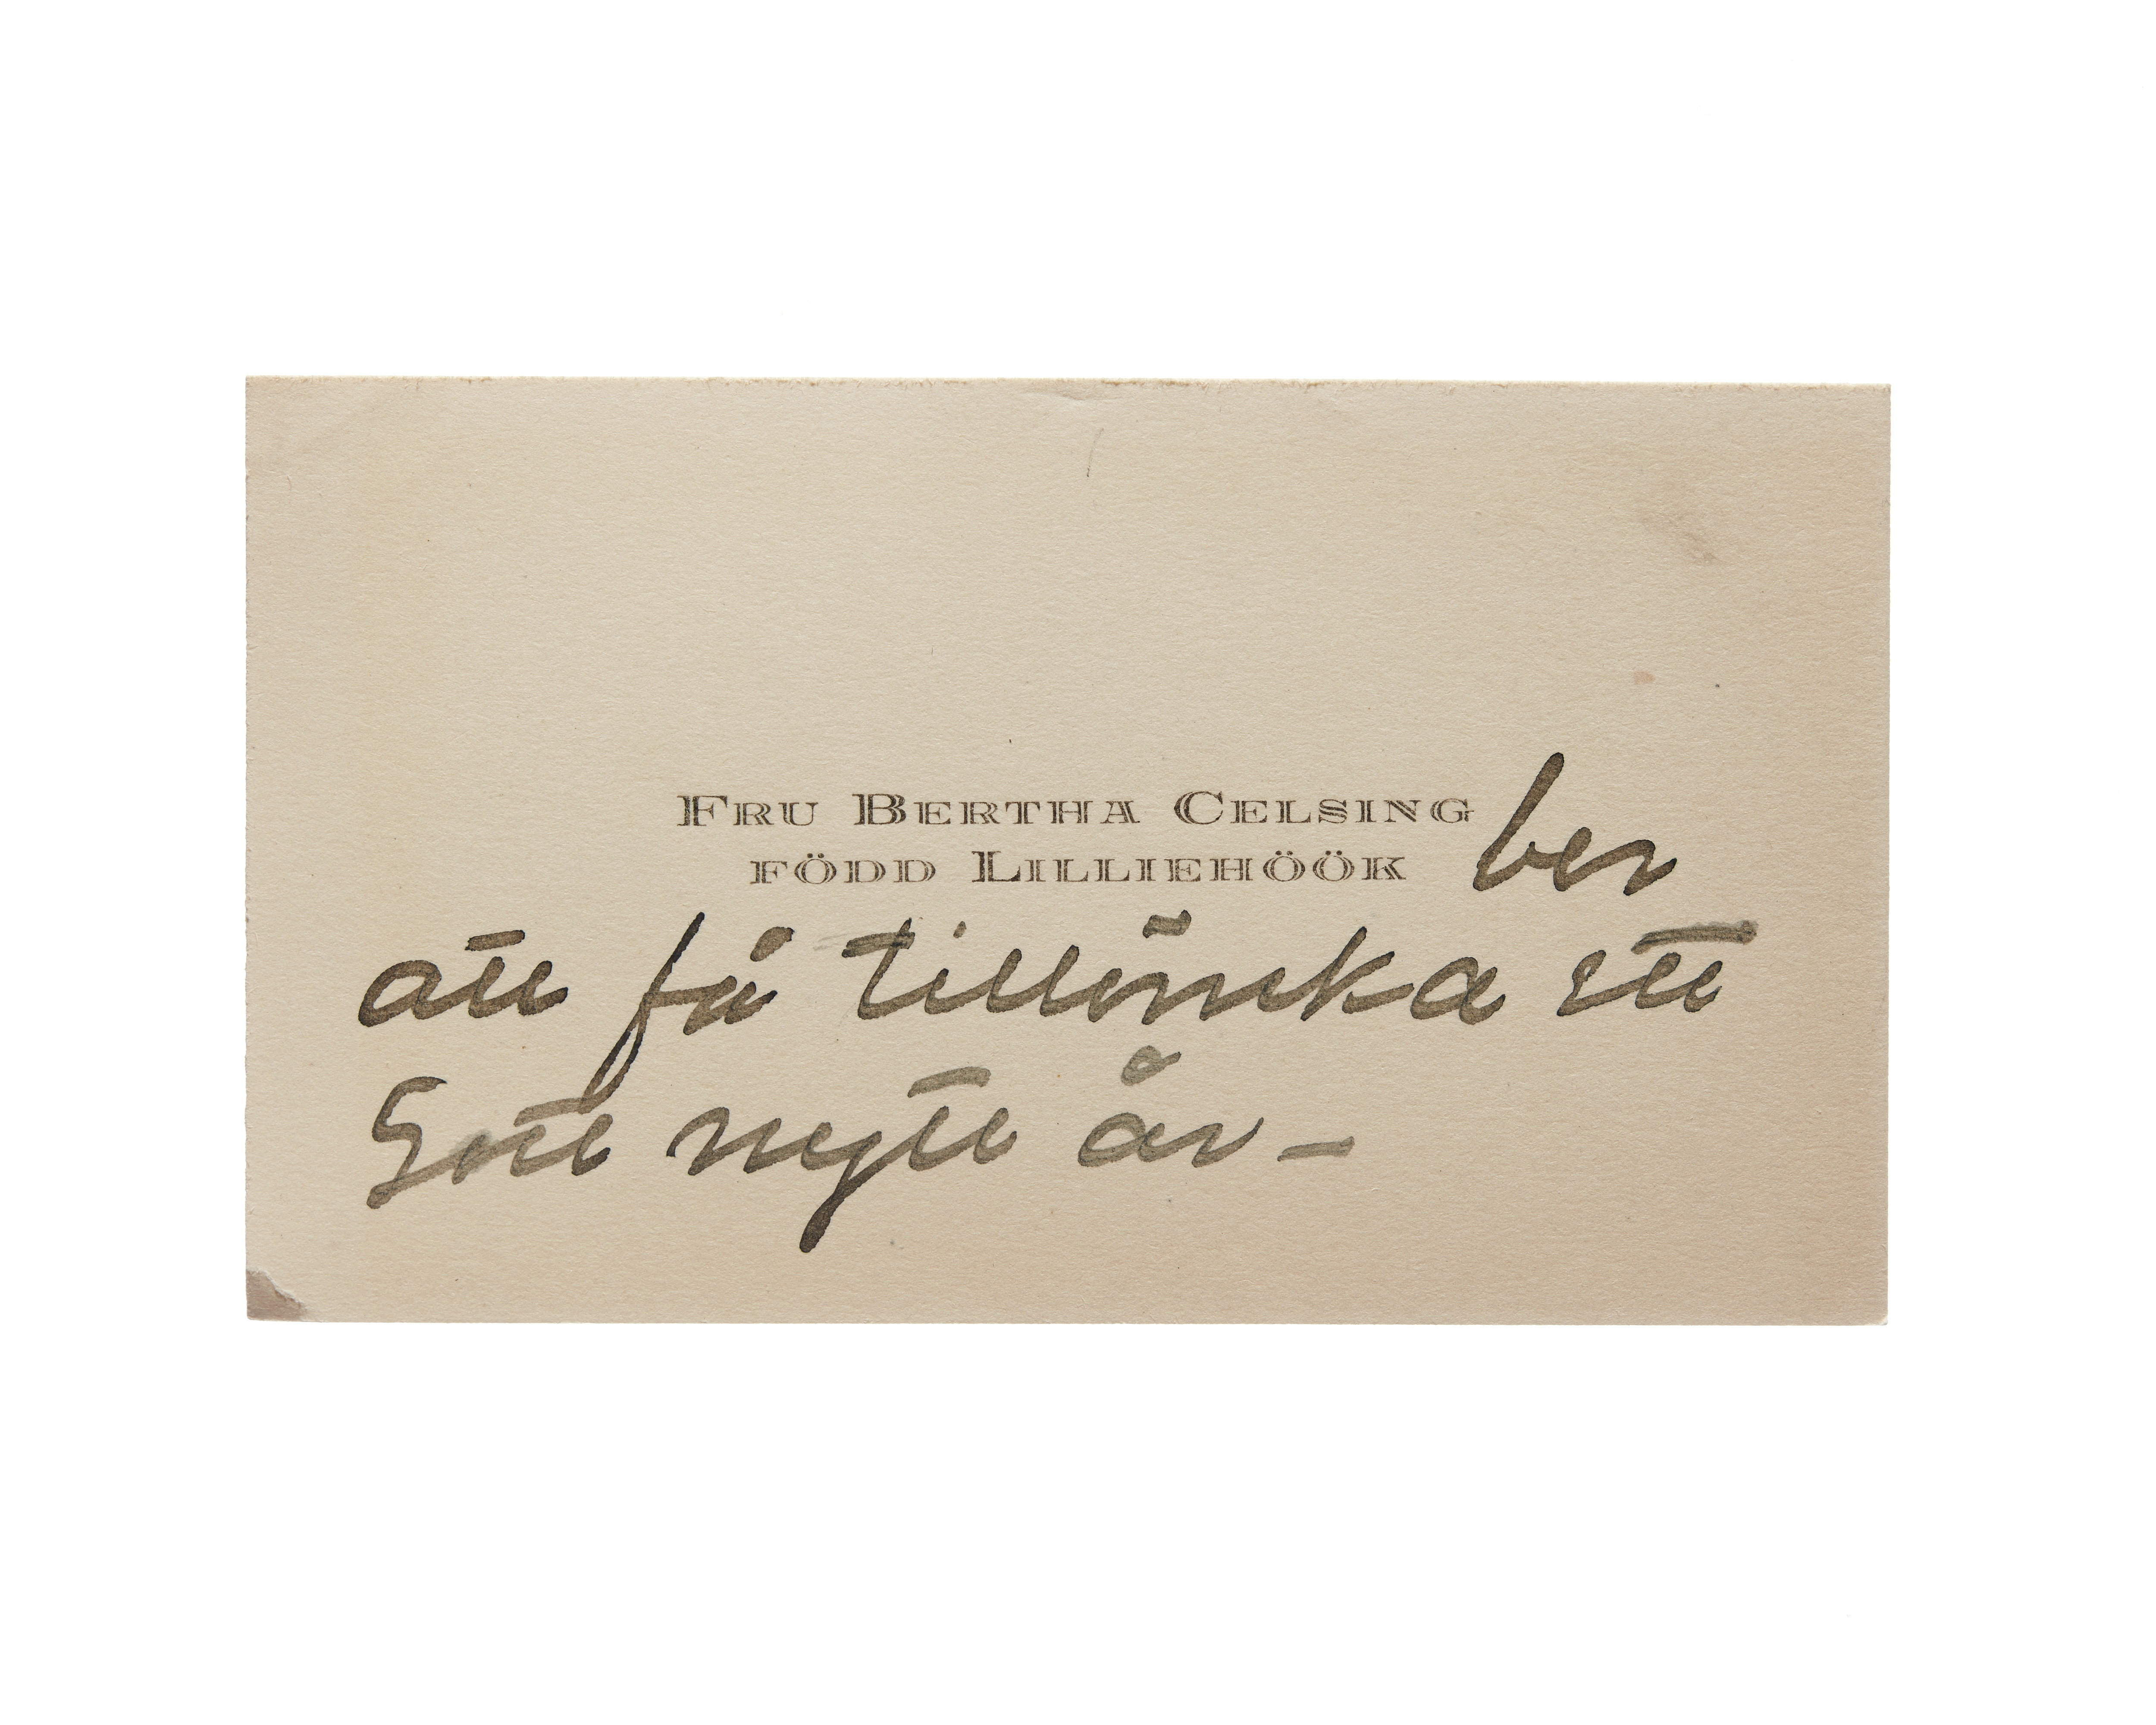 FRU BERTHA CELSING
FÖDD LILLIEHÖÖK ber
att få tillönska ett
Gott nytt år –